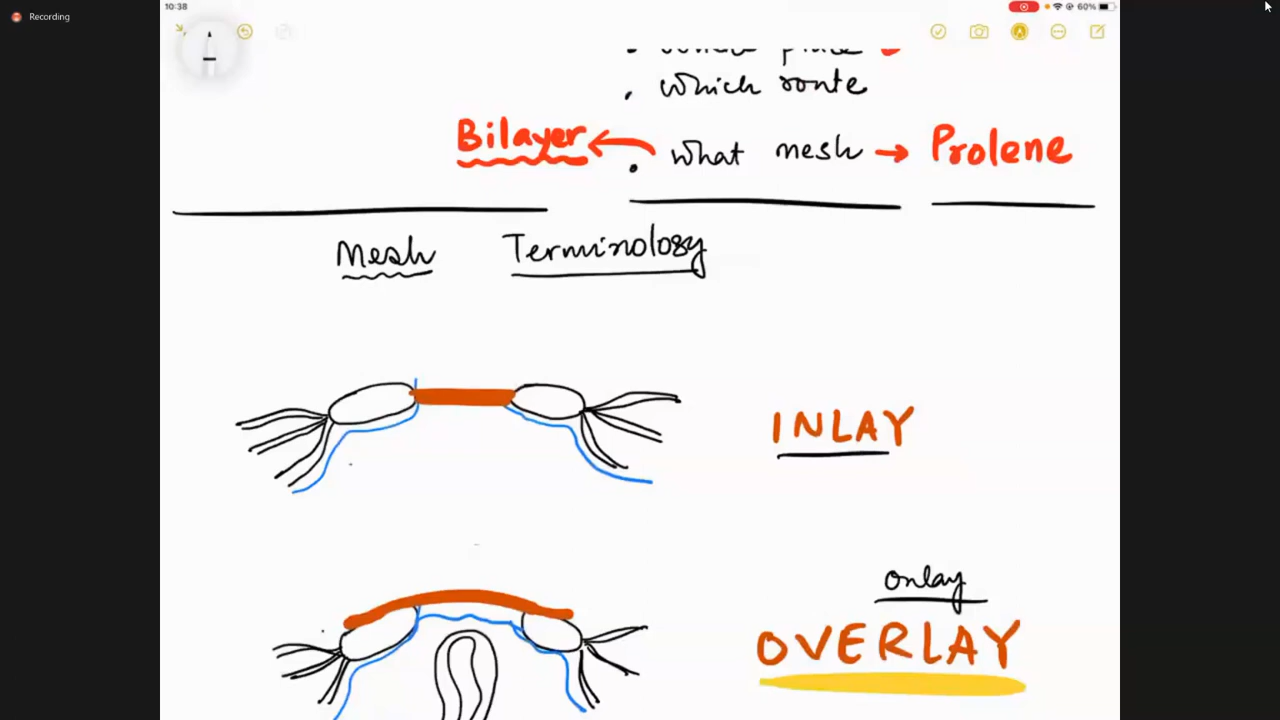 Recording
10:38
60%
which route
Bilayer
what mesh → Prolene
Mesh Terminology
INLAY
onlay
OVERLAY